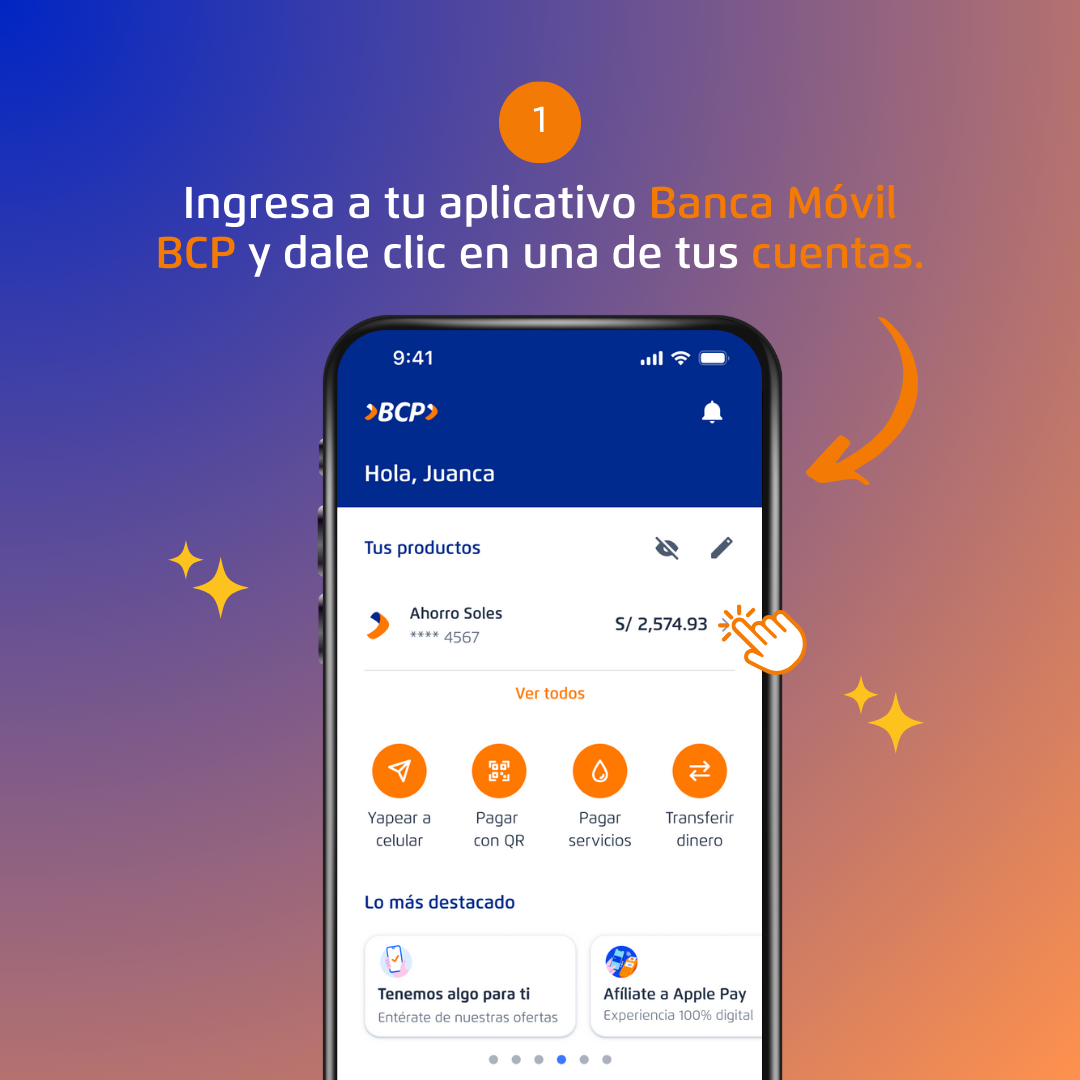 1
Ingresa a tu aplicativo Banca Móvil
BCP y dale clic en una de tus cuentas.
9:41
BCP
Hola, Juanca
Tus productos
Ahorro Soles
**** 4567
S/ 2,574.93
Ver todos
Yapear a
celular
Pagar
con QR
Pagar
servicios
Transferir
dinero
Lo más destacado
Tenemos algo para ti
Entérate de nuestras ofertas
Afíliate a Apple Pay
Experiencia 100% digital